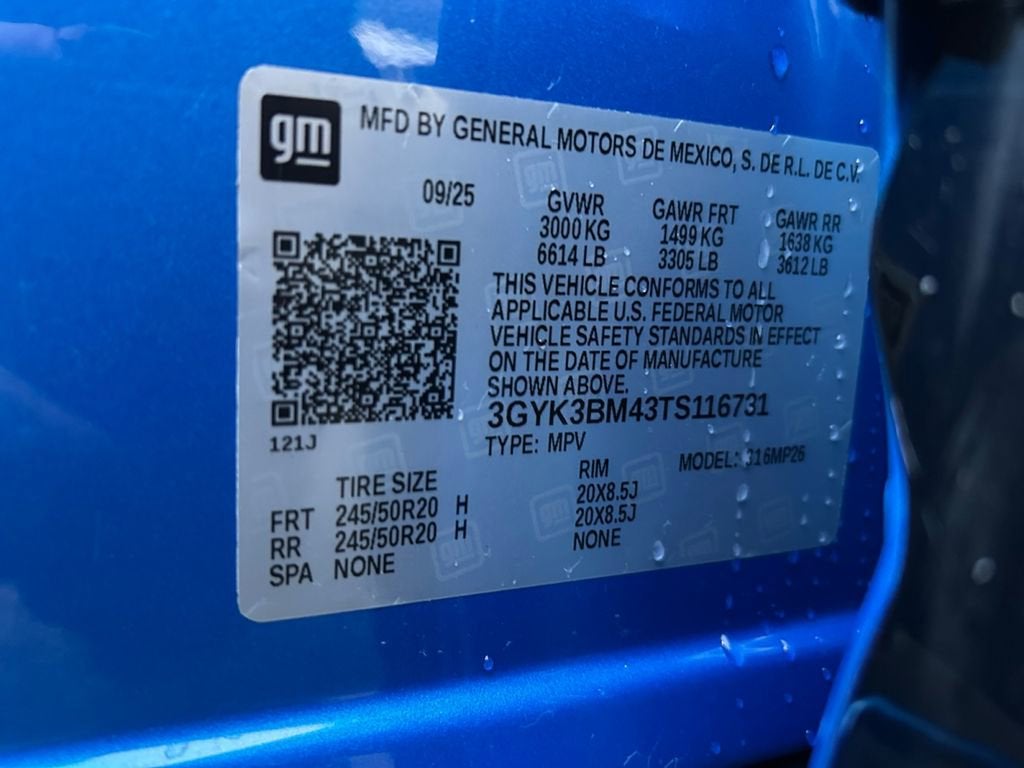 gm
MFD BY GENERAL MOTORS DE MEXICO, S. DE R.L. DE C.V.
09/25
GVWR GAWR FRT GAWR RR
3000 KG 1499 KG 1638 KG
6614 LB 3305 LB 3612 LB
THIS VEHICLE CONFORMS TO ALL
APPLICABLE U.S. FEDERAL MOTOR
VEHICLE SAFETY STANDARDS IN EFFECT
ON THE DATE OF MANUFACTURE
SHOWN ABOVE.
3GYK3BM43TS116731
121J
TYPE: MPV MODEL: 316MP26
TIRE SIZE RIM
FRT 245/50R20 H 20X8.5J
RR 245/50R20 H 20X8.5J
SPA NONE NONE